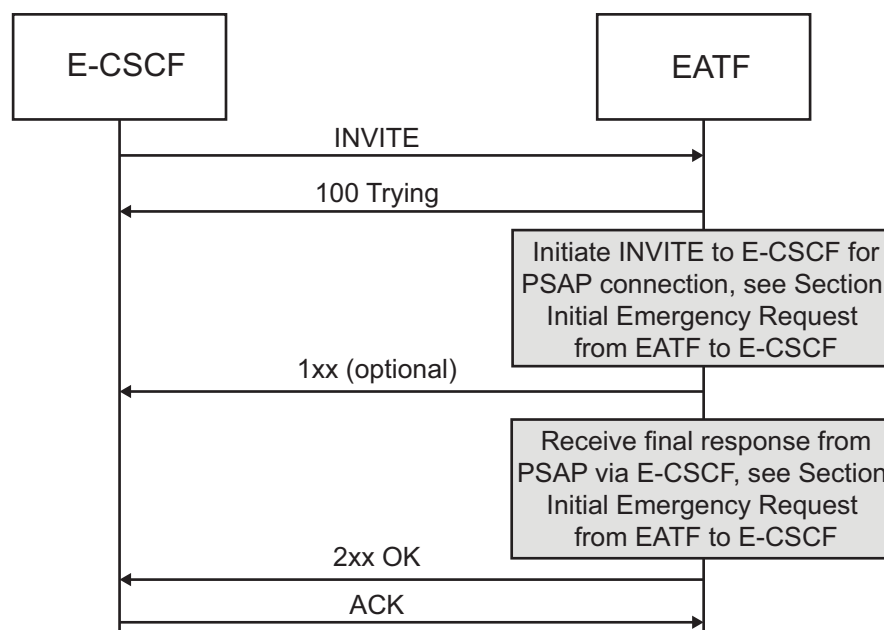 E-CSCF
EATF
INVITE
100 Trying
Initiate INVITE to E-CSCF for
PSAP connection, see Section
Initial Emergency Request
from EATF to E-CSCF
1xx (optional)
Receive final response from
PSAP via E-CSCF, see Section
Initial Emergency Request
from EATF to E-CSCF
2xx OK
ACK